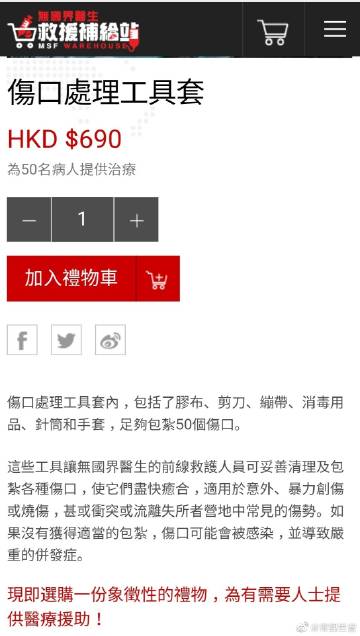 無國界醫生
救援補給站
MSF WAREHOUSE
傷口處理工具套
HKD $690
為50名病人提供治療
1
加入禮物車
傷口處理工具套內，包括了膠布、剪刀、繃帶、消毒用
品、針筒和手套，足夠包紮50個傷口。
這些工具讓無國界醫生的前線救護人員可妥善清理及包
紮各種傷口，使它們盡快癒合，適用於意外、暴力創傷
或燒傷，甚或衝突或流離失所者營地中常見的傷勢。如
果沒有獲得適當的包紮，傷口可能會被感染，並導致嚴
重的併發症。
現即選購一份象徵性的禮物，為有需要人士提
供醫療援助！